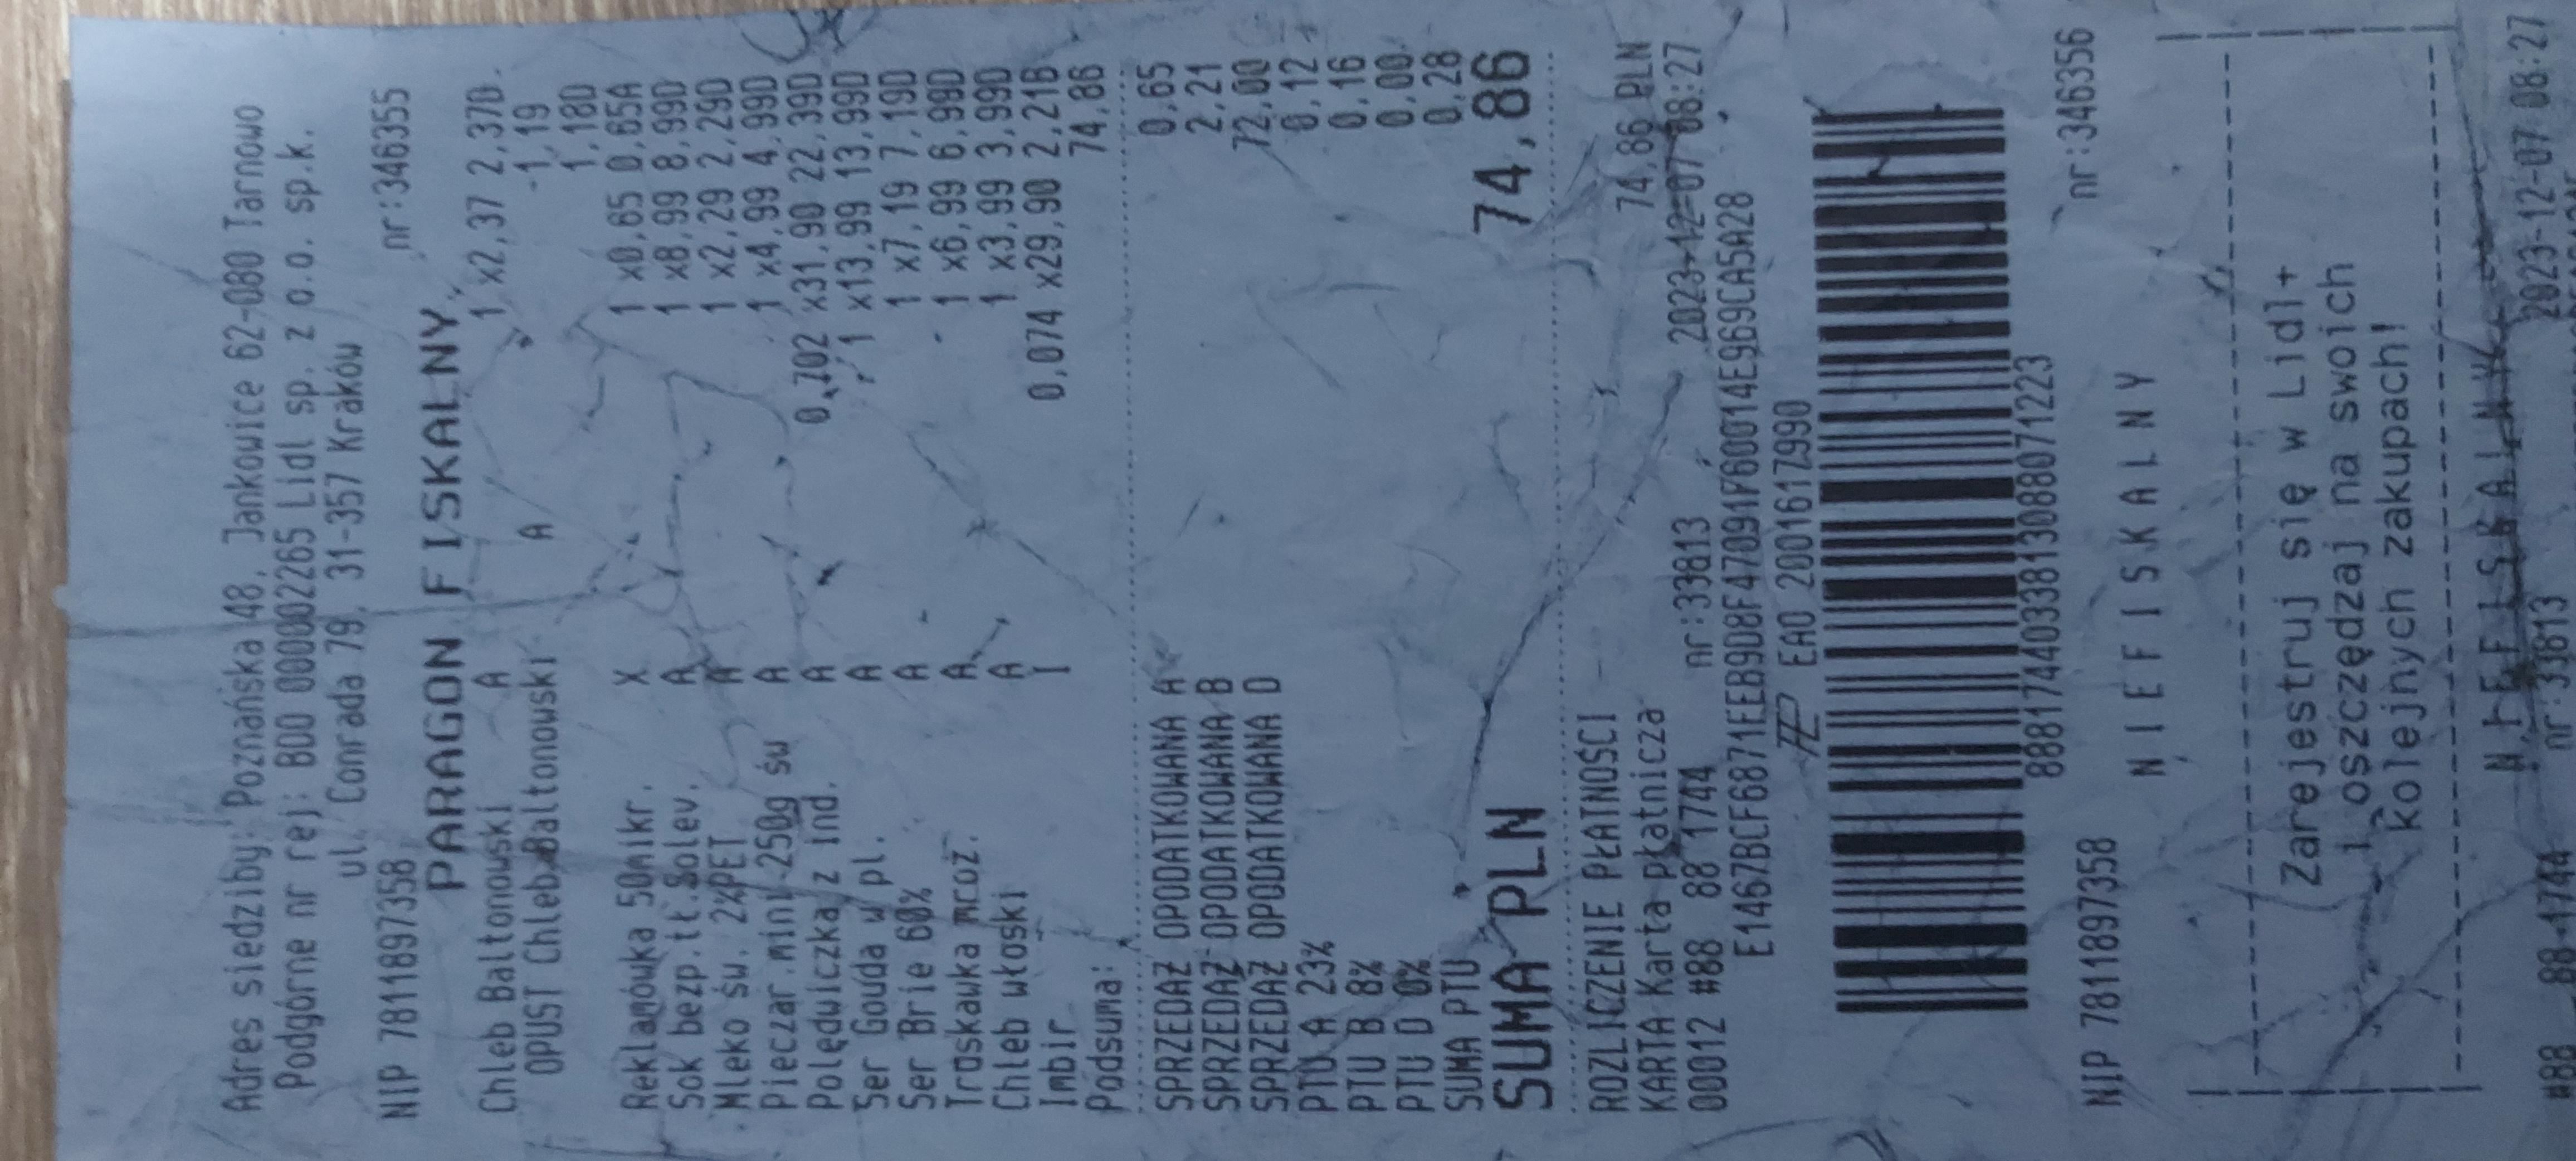 Adres siedziby: Poznańska 48, Jankowice 62-080 Tarnowo
Podgórne nr rej: BDO 000002265 Lidl sp. z o.o. sp.k.
ul. Conrada 79, 31-357 Kraków
NIP 7811897358 nr:346355
PARAGON FISKALNY
Chleb Baltonowski A 1 x2,37 2,37D
OPUST Chleb Baltonowski A -1,19
1,18D
Reklamówka 50mikr. X 1 x0,65 0,65A
Sok bezp.tł.Solev. A 1 x8,99 8,99D
Mleko św. 2%PET A 1 x2,29 2,29D
Pieczar.mini 250g św A 1 x4,99 4,99D
Polędwiczka z ind. A 0,702 x31,90 22,39D
Ser Gouda w pl. A 1 x13,99 13,99D
Ser Brie 60% A 1 x7,19 7,19D
Truskawka mroż. A 1 x6,99 6,99D
Chleb włoski A 1 x3,99 3,99D
Imbir I 0,074 x29,90 2,21B
Podsuma: 74,86
SPRZEDAŻ OPODATKOWANA A 0,65
SPRZEDAŻ OPODATKOWANA B 2,21
SPRZEDAŻ OPODATKOWANA D 72,00
PTU A 23% 0,12
PTU B 8% 0,16
PTU D 0% 0,00
SUMA PTU 0,28
SUMA PLN 74,86
ROZLICZENIE PŁATNOŚCI
KARTA Karta płatnicza 74,86 PLN
00012 #88 88 1744 nr:33813 2023-12-07 08:27
E1467BCF6871EEB9D8F47091F60014E969CA5A28
EAO 2001617990
88817440338130880712​23
NIP 7811897358 nr:346356
NIEFISKALNY
Zarejestruj się w Lidl+
i oszczędzaj na swoich
kolejnych zakupach!
NIEFISKALNY
#88 88 1744 nr:33813 2023-12-07 08:27